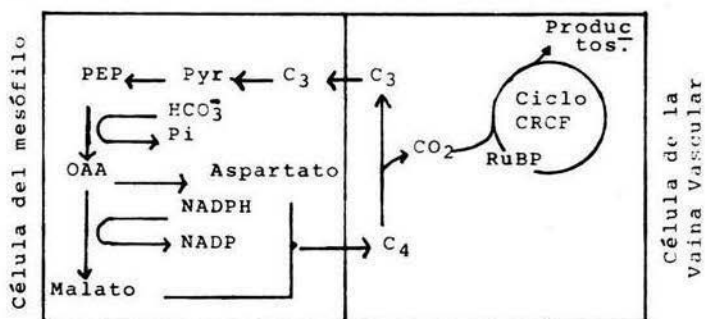 Célula del mesófilo
PEP
Pyr
C₃
HCO₃⁻
Pi
OAA
Aspartato
NADPH
NADP
Malato
C₃
C₄
CO₂
Produc
tos.
Ciclo
CRCF
RuBP
Célula de la
Vaina Vascular